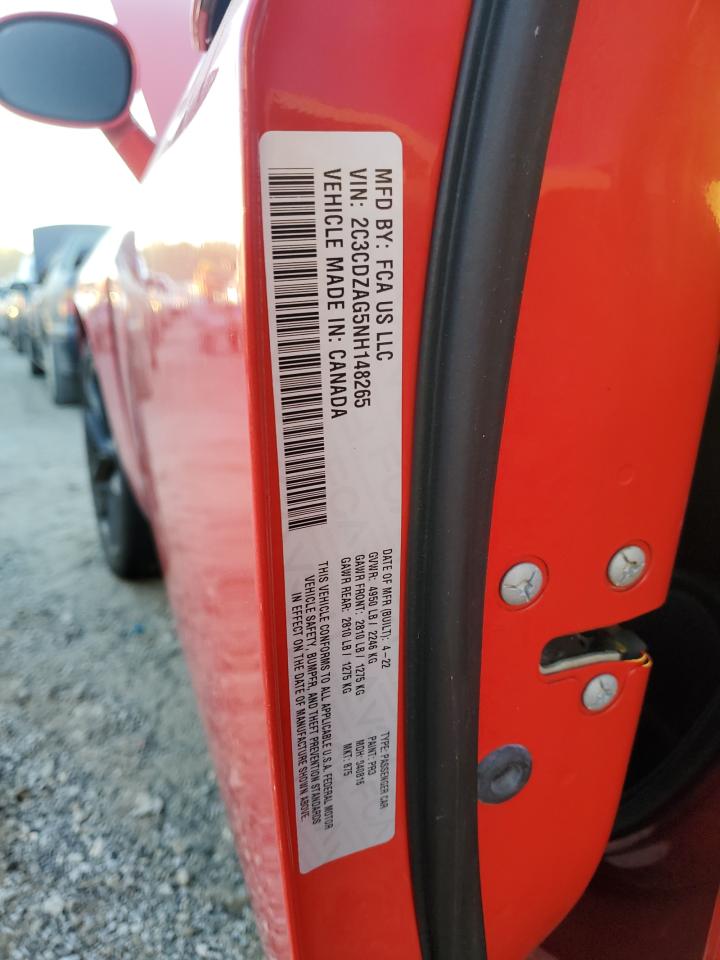 MFD BY: FCA US LLC
VIN: 2C3CDZAG5NH148265
VEHICLE MADE IN: CANADA
DATE OF MFR (BUILT): 4-22
GVWR: 4950 LB / 2246 KG
GAWR FRONT: 2810 LB / 1275 KG
GAWR REAR: 2810 LB / 1275 KG
THIS VEHICLE CONFORMS TO ALL APPLICABLE U.S.A. FEDERAL MOTOR
VEHICLE SAFETY, BUMPER, AND THEFT PREVENTION STANDARDS
IN EFFECT ON THE DATE OF MANUFACTURE SHOWN ABOVE.
TYPE: PASSENGER CAR
PAINT: PR3
MDH: 040816
MKT: 875